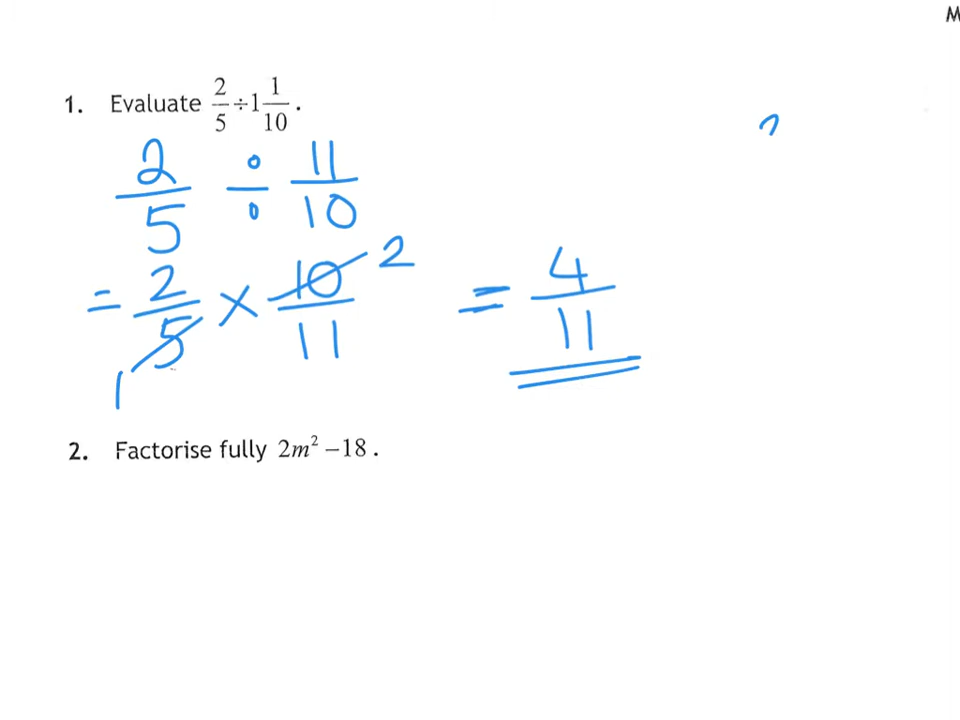 M
1. Evaluate 2/5 ÷ 1 1/10 .
2/5 ÷ 11/10
= 2/5 1 × 10/11 2 = 4/11
2. Factorise fully 2m² – 18 .